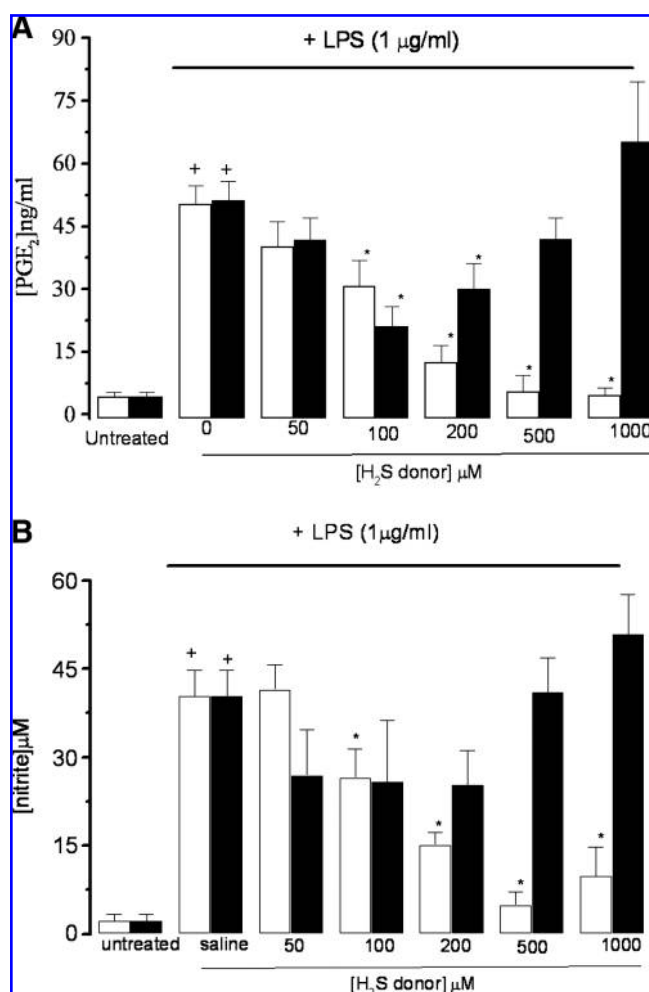 A
+ LPS (1 μg/ml)
90
75
60
45
30
15
0
[PGE₂]ng/ml
+ +
* * * * * *
Untreated 0 50 100 200 500 1000
[H₂S donor] μM
B
+ LPS (1μg/ml)
60
45
30
15
0
[nitrite]μM
+ +
* * * *
untreated saline 50 100 200 500 1000
[H₂S donor] μM